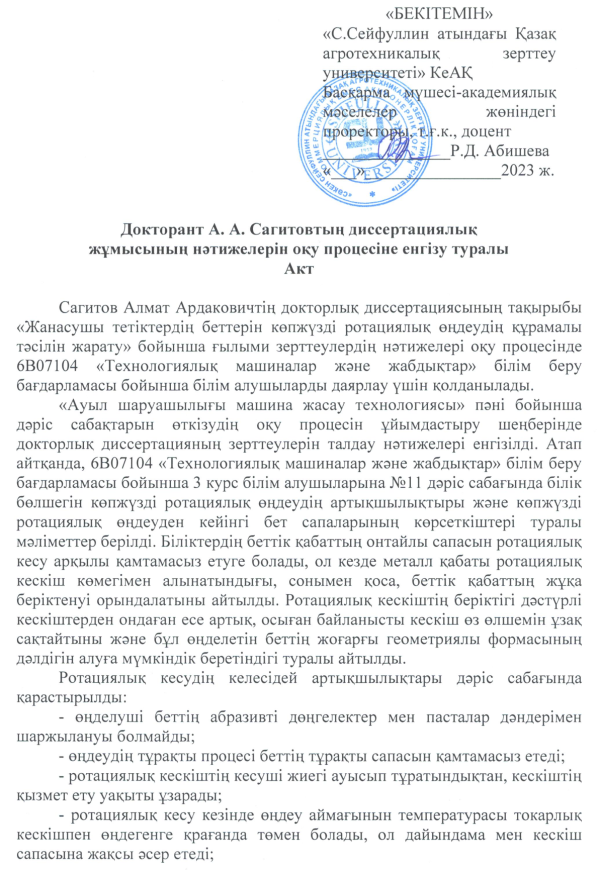 «БЕКІТЕМІН»
«С.Сейфуллин атындағы Қазақ
агротехникалық зерттеу
университеті» КеАҚ
Басқарма мүшесі-академиялық
мәселелер жөніндегі
проректоры, т.ғ.к., доцент
_______________Р.Д. Абишева
«___»_________________2023 ж.
Докторант А. А. Сагитовтың диссертациялық
жұмысының нәтижелерін оқу процесіне енгізу туралы
Акт
Сагитов Алмат Ардаковичтің докторлық диссертациясының тақырыбы
«Жанасушы тетіктердің беттерін көпжүзді ротациялық өңдеудің құрамалы
тәсілін жарату» бойынша ғылыми зерттеулердің нәтижелері оқу процесінде
6В07104 «Технологиялық машиналар және жабдықтар» білім беру
бағдарламасы бойынша білім алушыларды даярлау үшін қолданылады.
«Ауыл шаруашылығы машина жасау технологиясы» пәні бойынша
дәріс сабақтарын өткізудің оқу процесін ұйымдастыру шеңберінде
докторлық диссертацияның зерттеулерін талдау нәтижелері енгізілді. Атап
айтқанда, 6В07104 «Технологиялық машиналар және жабдықтар» білім беру
бағдарламасы бойынша 3 курс білім алушыларына №11 дәріс сабағында білік
бөлшегін көпжүзді ротациялық өңдеудің артықшылықтыры және көпжүзді
ротациялық өңдеуден кейінгі бет сапаларының көрсеткіштері туралы
мәліметтер берілді. Біліктердің беттік қабаттың онтайлы сапасын ротациялық
кесу арқылы қамтамасыз етуге болады, ол кезде металл қабаты ротациялық
кескіш көмегімен алынатындығы, сонымен қоса, беттік қабаттың жұқа
беріктенуі орындалатыны айтылды. Ротациялық кескіштің беріктігі дәстүрлі
кескіштерден ондаған есе артық, осыған байланысты кескіш өз өлшемін ұзақ
сақтайтыны және бұл өңделетін беттің жоғарғы геометриялы формасының
дәлдігін алуға мүмкіндік беретіндігі туралы айтылды.
Ротациялық кесудің келесідей артықшылықтары дәріс сабағында
қарастырылды:
- өңделуші беттің абразивті дөңгелектер мен пасталар дәндерімен
шаржылануы болмайды;
- өңдеудің тұрақты процесі беттің тұрақты сапасын қамтамасыз етеді;
- ротациялық кескіштің кесуші жиегі ауысып тұратындықтан, кескіштің
қызмет ету уақыты ұзарады;
- ротациялық кесу кезінде өңдеу аймағынын температурасы токарлық
кескішпен өңдегенге қрағанда төмен болады, ол дайындама мен кескіш
сапасына жақсы әсер етеді;